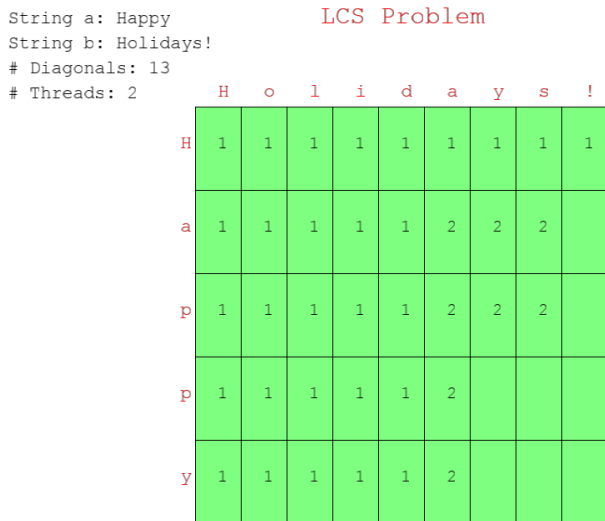 LCS Problem
String a: Happy
String b: Holidays!
# Diagonals: 13
# Threads: 2
H o l i d a y s !
H 1 1 1 1 1 1 1 1 1
a 1 1 1 1 1 2 2 2
p 1 1 1 1 1 2 2 2
p 1 1 1 1 1 2
y 1 1 1 1 1 2